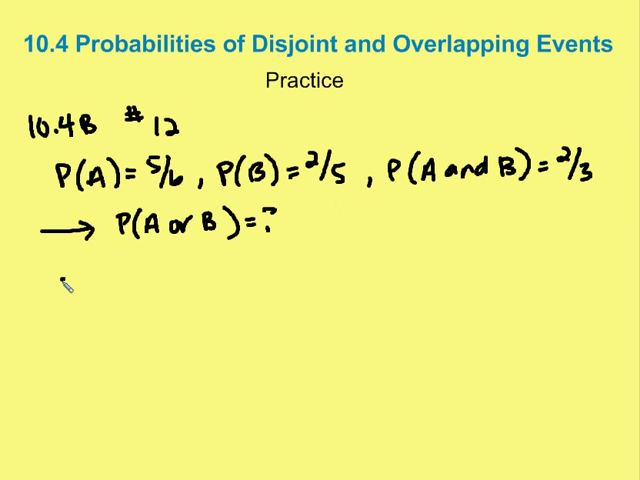 10.4 Probabilities of Disjoint and Overlapping Events
Practice
10.4B # 12
P(A) = 5/6 , P(B) = 2/5 , P(A and B) = 2/3
→ P(A or B) = ?